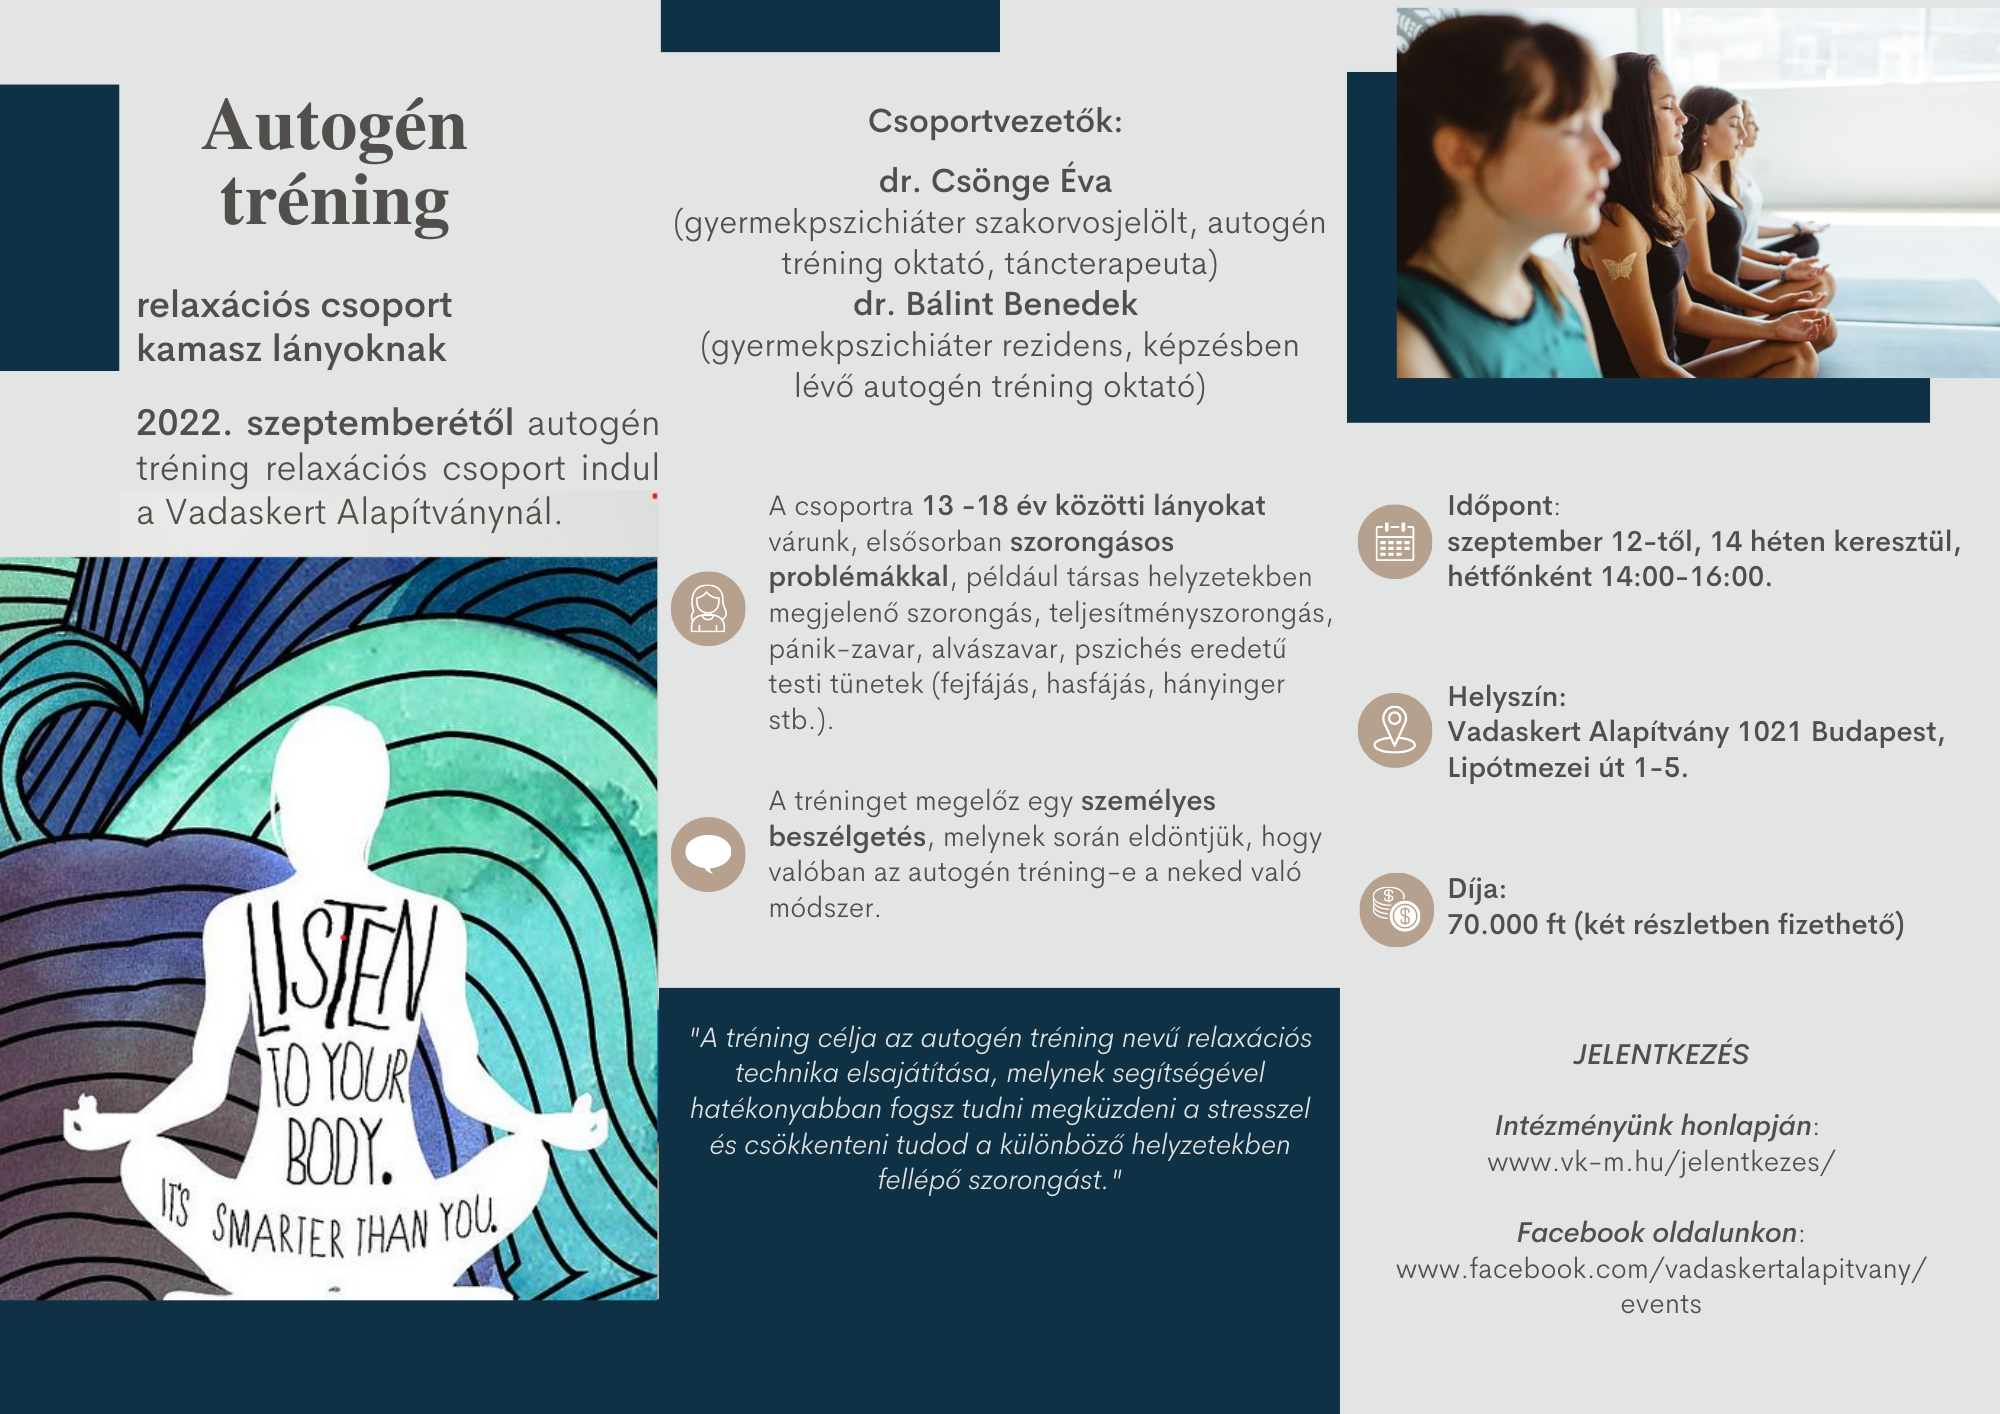 Autogén
tréning
relaxációs csoport
kamasz lányoknak
2022. szeptemberétől autogén
tréning relaxációs csoport indul
a Vadaskert Alapítványnál.
LISTEN
TO YOUR
BODY.
IT'S SMARTER THAN YOU.
Csoportvezetők:
dr. Csönge Éva
(gyermekpszichiáter szakorvosjelölt, autogén
tréning oktató, táncterapeuta)
dr. Bálint Benedek
(gyermekpszichiáter rezidens, képzésben
lévő autogén tréning oktató)
A csoportra 13 -18 év közötti lányokat
várunk, elsősorban szorongásos
problémákkal, például társas helyzetekben
megjelenő szorongás, teljesítményszorongás,
pánik-zavar, alvászavar, pszichés eredetű
testi tünetek (fejfájás, hasfájás, hányinger
stb.).
A tréninget megelőz egy személyes
beszélgetés, melynek során eldöntjük, hogy
valóban az autogén tréning-e a neked való
módszer.
"A tréning célja az autogén tréning nevű relaxációs
technika elsajátítása, melynek segítségével
hatékonyabban fogsz tudni megküzdeni a stresszel
és csökkenteni tudod a különböző helyzetekben
fellépő szorongást."
Időpont:
szeptember 12-től, 14 héten keresztül,
hétfőnként 14:00-16:00.
Helyszín:
Vadaskert Alapítvány 1021 Budapest,
Lipótmezei út 1-5.
Díja:
70.000 ft (két részletben fizethető)
JELENTKEZÉS
Intézményünk honlapján:
www.vk-m.hu/jelentkezes/
Facebook oldalunkon:
www.facebook.com/vadaskertalapitvany/
events